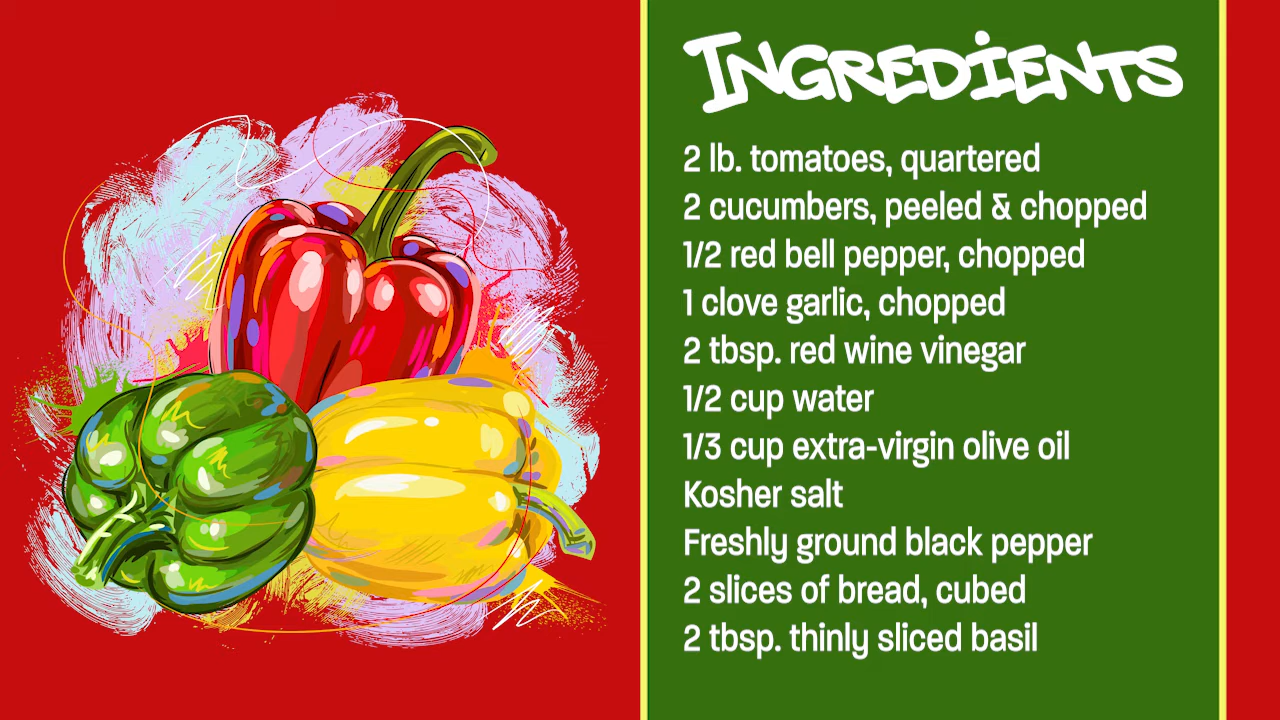 INGREDIENTS
2 lb. tomatoes, quartered
2 cucumbers, peeled & chopped
1/2 red bell pepper, chopped
1 clove garlic, chopped
2 tbsp. red wine vinegar
1/2 cup water
1/3 cup extra-virgin olive oil
Kosher salt
Freshly ground black pepper
2 slices of bread, cubed
2 tbsp. thinly sliced basil